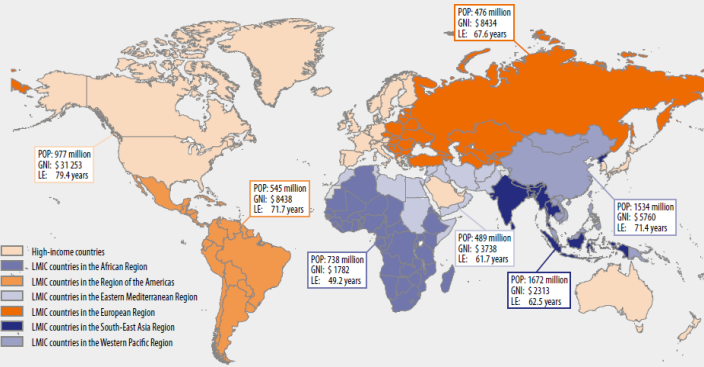 POP: 476 million
GNI: $ 8434
LE: 67.6 years
POP: 977 million
GNI: $ 31 253
LE: 79.4 years
POP: 545 million
GNI: $ 8438
LE: 71.7 years
POP: 1534 million
GNI: $ 5760
LE: 71.4 years
POP: 489 million
GNI: $ 3738
LE: 61.7 years
POP: 738 million
GNI: $ 1782
LE: 49.2 years
POP: 1672 million
GNI: $ 2313
LE: 62.5 years
High-income countries
LMIC countries in the African Region
LMIC countries in the Region of the Americas
LMIC countries in the Eastern Mediterranean Region
LMIC countries in the European Region
LMIC countries in the South-East Asia Region
LMIC countries in the Western Pacific Region